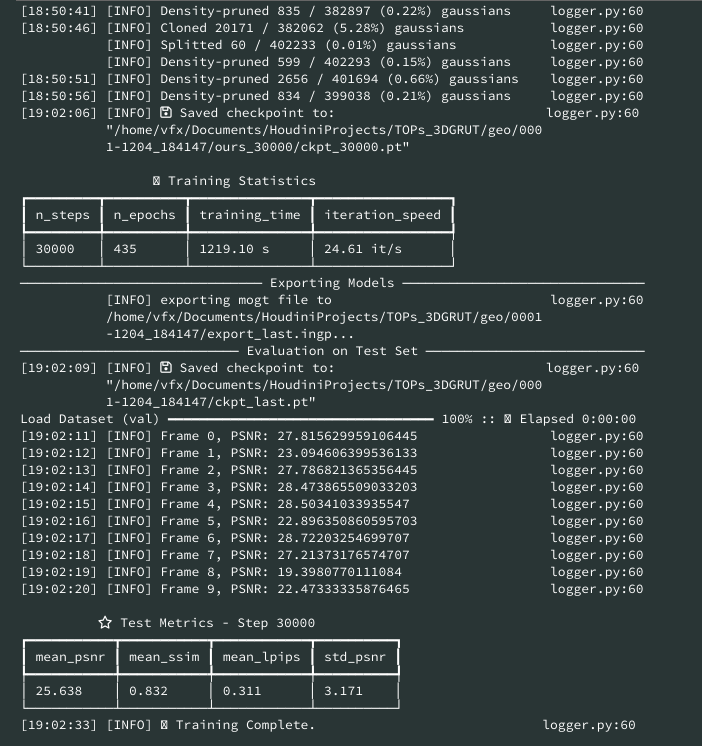 [18:50:41] [INFO] Density-pruned 835 / 382897 (0.22%) gaussians logger.py:60
[18:50:46] [INFO] Cloned 20171 / 382062 (5.28%) gaussians logger.py:60
[INFO] Splitted 60 / 402233 (0.01%) gaussians logger.py:60
[INFO] Density-pruned 599 / 402293 (0.15%) gaussians logger.py:60
[18:50:51] [INFO] Density-pruned 2656 / 401694 (0.66%) gaussians logger.py:60
[18:50:56] [INFO] Density-pruned 834 / 399038 (0.21%) gaussians logger.py:60
[19:02:06] [INFO] 💾 Saved checkpoint to: logger.py:60
"/home/vfx/Documents/HoudiniProjects/TOPs_3DGRUT/geo/000
1-1204_184147/ours_30000/ckpt_30000.pt"
Training Statistics
n_steps n_epochs training_time iteration_speed
30000 435 1219.10 s 24.61 it/s
Exporting Models
[INFO] exporting mogt file to logger.py:60
/home/vfx/Documents/HoudiniProjects/TOPs_3DGRUT/geo/0001
-1204_184147/export_last.ingp...
Evaluation on Test Set
[19:02:09] [INFO] 💾 Saved checkpoint to: logger.py:60
"/home/vfx/Documents/HoudiniProjects/TOPs_3DGRUT/geo/000
1-1204_184147/ckpt_last.pt"
Load Dataset (val) 100% :: Elapsed 0:00:00
[19:02:11] [INFO] Frame 0, PSNR: 27.815629959106445 logger.py:60
[19:02:12] [INFO] Frame 1, PSNR: 23.094606399536133 logger.py:60
[19:02:13] [INFO] Frame 2, PSNR: 27.786821365356445 logger.py:60
[19:02:14] [INFO] Frame 3, PSNR: 28.473865509033203 logger.py:60
[19:02:15] [INFO] Frame 4, PSNR: 28.50341033935547 logger.py:60
[19:02:16] [INFO] Frame 5, PSNR: 22.896350860595703 logger.py:60
[19:02:17] [INFO] Frame 6, PSNR: 28.72203254699707 logger.py:60
[19:02:18] [INFO] Frame 7, PSNR: 27.21373176574707 logger.py:60
[19:02:19] [INFO] Frame 8, PSNR: 19.3980770111084 logger.py:60
[19:02:20] [INFO] Frame 9, PSNR: 22.47333335876465 logger.py:60
☆ Test Metrics - Step 30000
mean_psnr mean_ssim mean_lpips std_psnr
25.638 0.832 0.311 3.171
[19:02:33] [INFO] Training Complete. logger.py:60